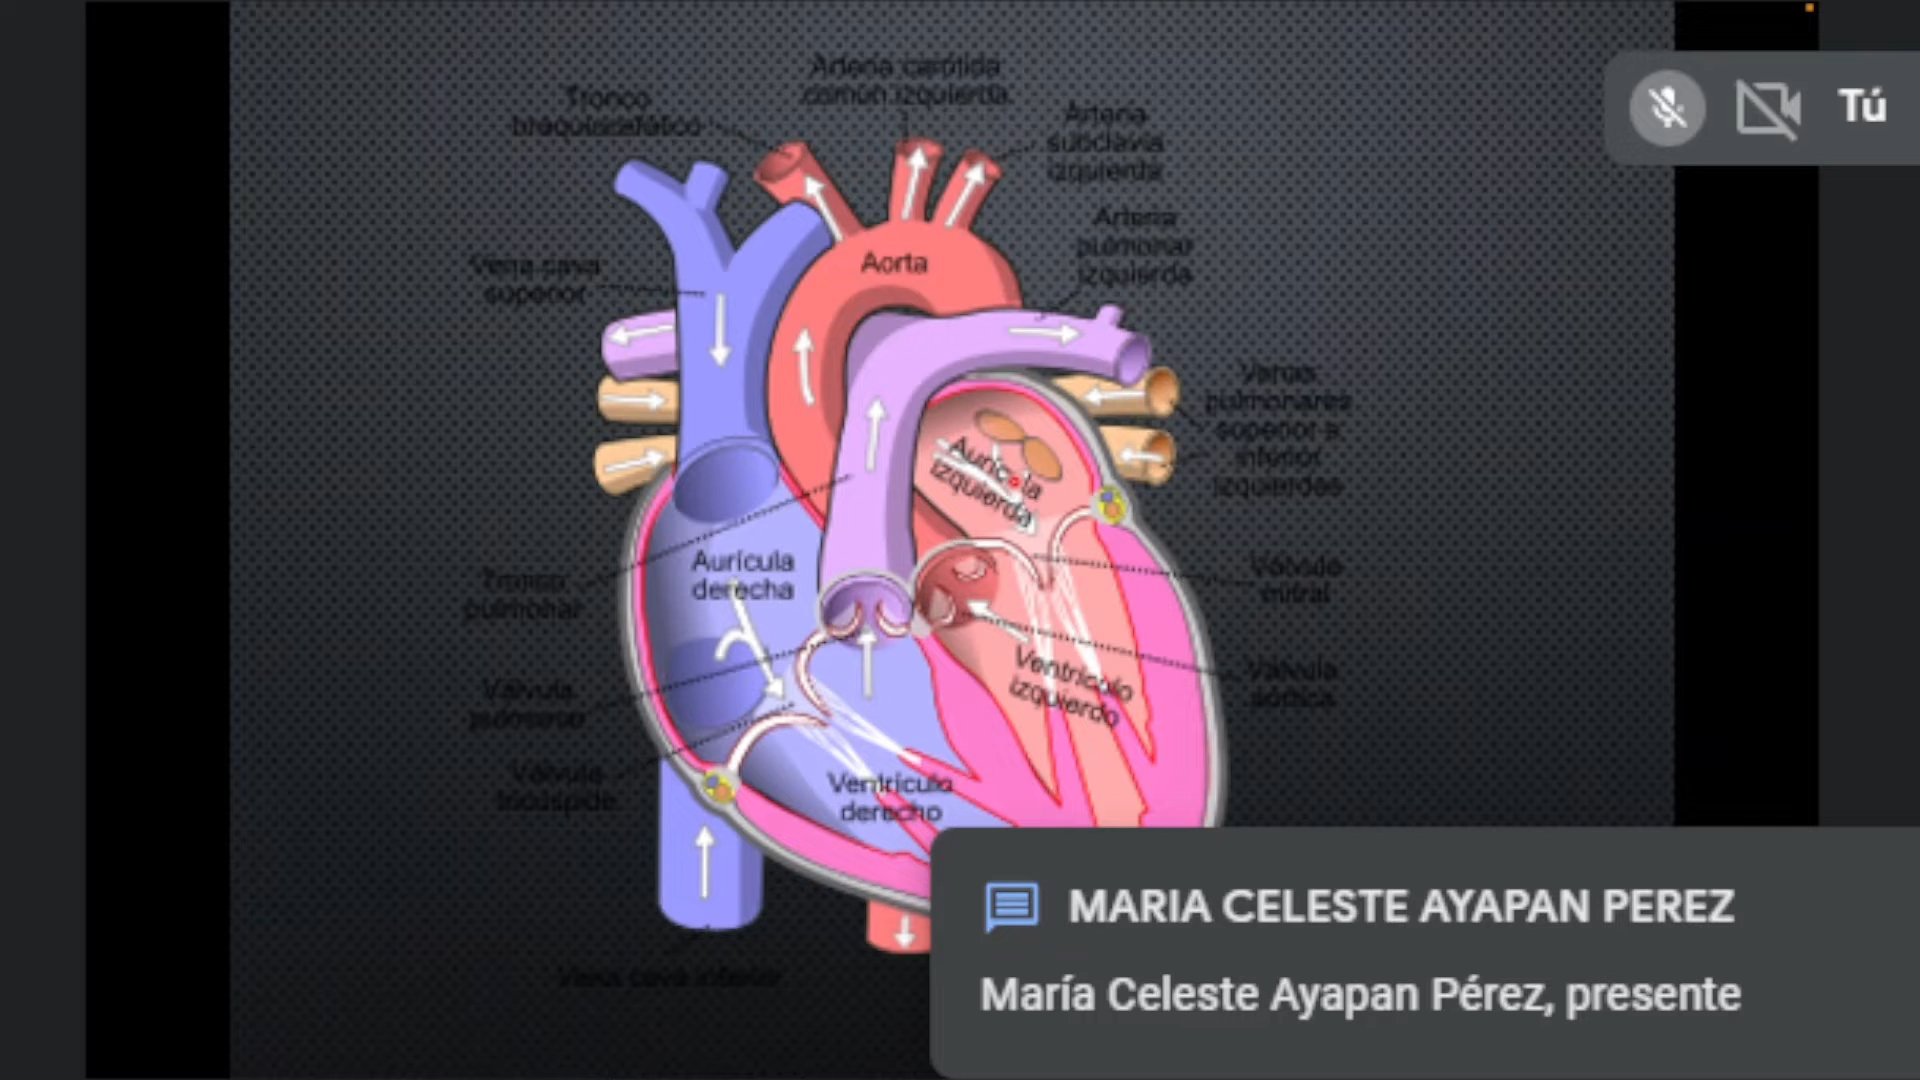 Arteria carótida
común izquierda
Tronco
braquiocefálico
Arteria
subclavia
izquierda
Arteria
pulmonar
izquierda
Vena cava
superior
Aorta
Venas
pulmonares
superior e
inferior
izquierdas
Aurícula
izquierda
Aurícula
derecha
Tronco
pulmonar
Válvula
mitral
Válvula
pulmonar
Ventrículo
izquierdo
Válvula
aórtica
Válvula
tricúspide
Ventrículo
derecho
Vena cava inferior
Tú
MARIA CELESTE AYAPAN PEREZ
María Celeste Ayapan Pérez, presente